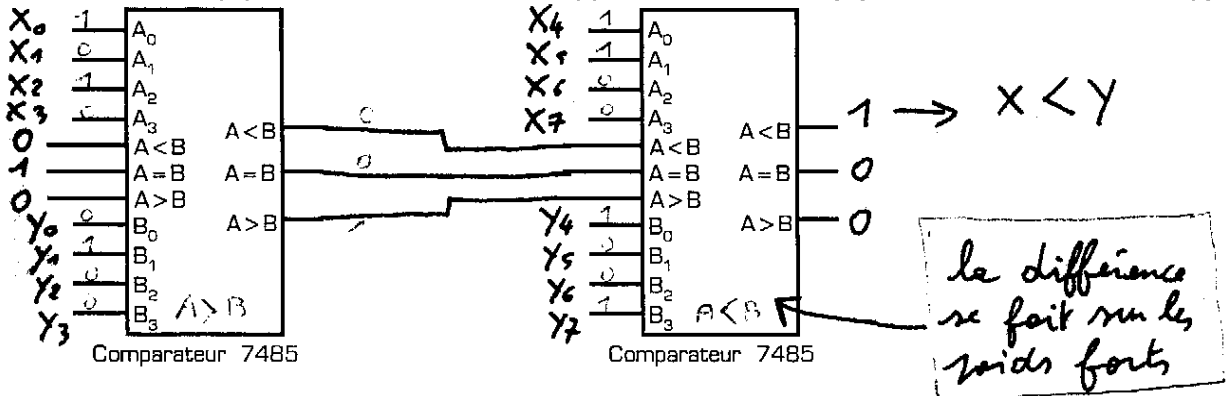 X0 1 A0
X1 0 A1
X2 1 A2
X3 0 A3
0 A<B A<B 0
1 A=B A=B 0
0 A>B A>B 1
Y0 0 B0
Y1 1 B1
Y2 0 B2
Y3 0 B3
A>B
Comparateur 7485
X4 1 A0
X5 1 A1
X6 0 A2
X7 0 A3
A<B A<B 1 → X < Y
A=B A=B 0
A>B A>B 0
Y4 1 B0
Y5 0 B1
Y6 0 B2
Y7 1 B3
A<B
Comparateur 7485
la différence
se fait sur les
poids forts